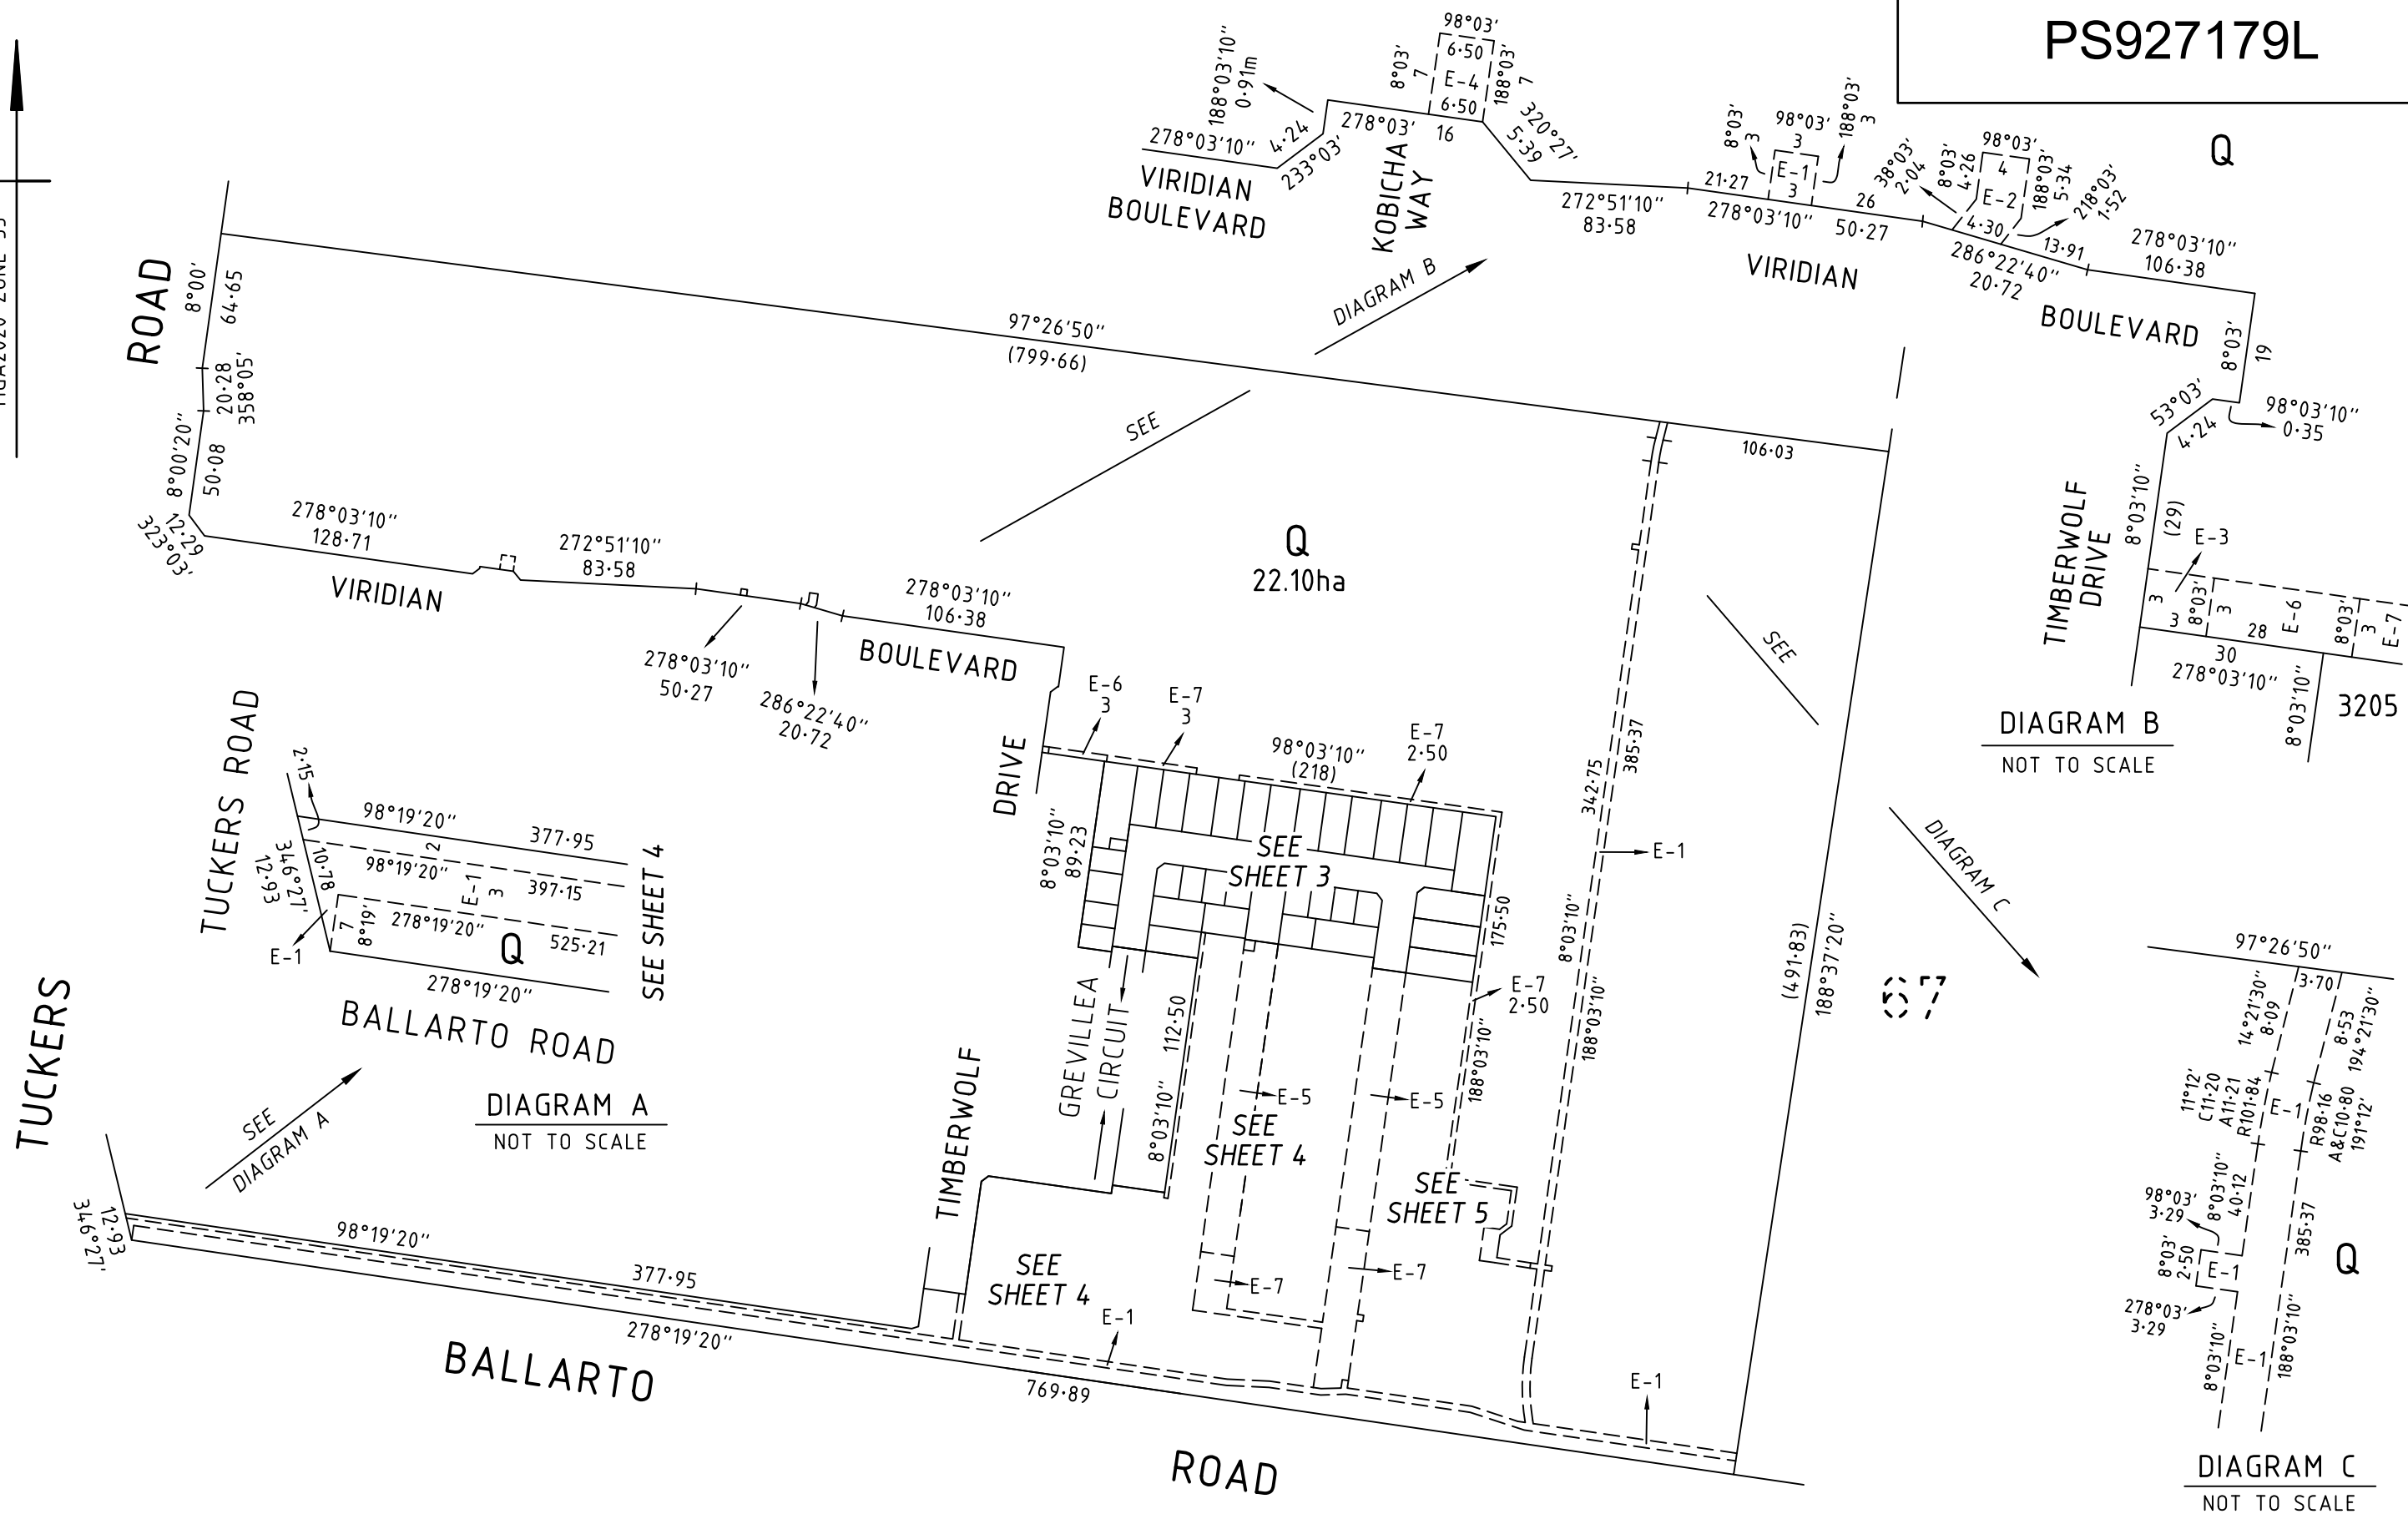 PS927179L
98°03'
6·50
E-4
6·50
8°03'
7
188°03'
7
188°03'10"
0·91m
278°03'10"
4·24
233°03'
278°03'
16
320°27'
5·39
VIRIDIAN
BOULEVARD
KOBICHA
WAY
272°51'10"
83·58
21·27
8°03'
3
98°03'
3
E-1
3
188°03'
3
278°03'10"
26
50·27
38°03'
2·04
8°03'
4·26
98°03'
4
E-2
4·30
188°03'
5·34
218°03'
1·52
13·91
286°22'40"
20·72
278°03'10"
106·38
Q
VIRIDIAN
BOULEVARD
8°03'
19
53°03'
4·24
98°03'10"
0·35
TIMBERWOLF
DRIVE
8°03'10"
(29)
E-3
3
3
8°03'
3
28
E-6
8°03'
3
E-7
30
278°03'10"
8°03'10"
3205
DIAGRAM B
NOT TO SCALE
ROAD
8°00'
64·65
20·28
358°05'
8°00'20"
50·08
12·29
323°03'
97°26'50"
(799·66)
106·03
SEE
DIAGRAM B
278°03'10"
128·71
272°51'10"
83·58
278°03'10"
106·38
VIRIDIAN
BOULEVARD
278°03'10"
50·27
286°22'40"
20·72
Q
22.10ha
SEE
DIAGRAM C
TUCKERS ROAD
2·15
98°19'20"
377·95
346°27'
12·93
10·78
2
98°19'20"
E-1
3
397·15
7
8°19'
278°19'20"
525·21
Q
E-1
278°19'20"
SEE SHEET 4
BALLARTO ROAD
DIAGRAM A
NOT TO SCALE
SEE
DIAGRAM A
TUCKERS
12·93
346°27'
98°19'20"
377·95
278°19'20"
769·89
BALLARTO
ROAD
DRIVE
TIMBERWOLF
E-6
3
E-7
3
98°03'10"
(218)
E-7
2·50
8°03'10"
89·23
SEE
SHEET 3
175·50
E-7
2·50
188°03'10"
GREVILLEA
CIRCUIT
112·50
8°03'10"
E-5
E-5
SEE
SHEET 4
SEE
SHEET 5
SEE
SHEET 4
E-7
E-7
E-1
E-1
342·75
385·37
E-1
8°03'10"
188°03'10"
(491·83)
188°37'20"
67
97°26'50"
3·70
14°21'30"
8·09
8·53
194°21'30"
11°12'
C11·20
A11·21
R101·84
E-1
R98·16
A&C10·80
191°12'
8°03'10"
40·12
98°03'
3·29
8°03'
2·50
E-1
278°03'
3·29
385·37
Q
8°03'10"
E-1
188°03'10"
DIAGRAM C
NOT TO SCALE